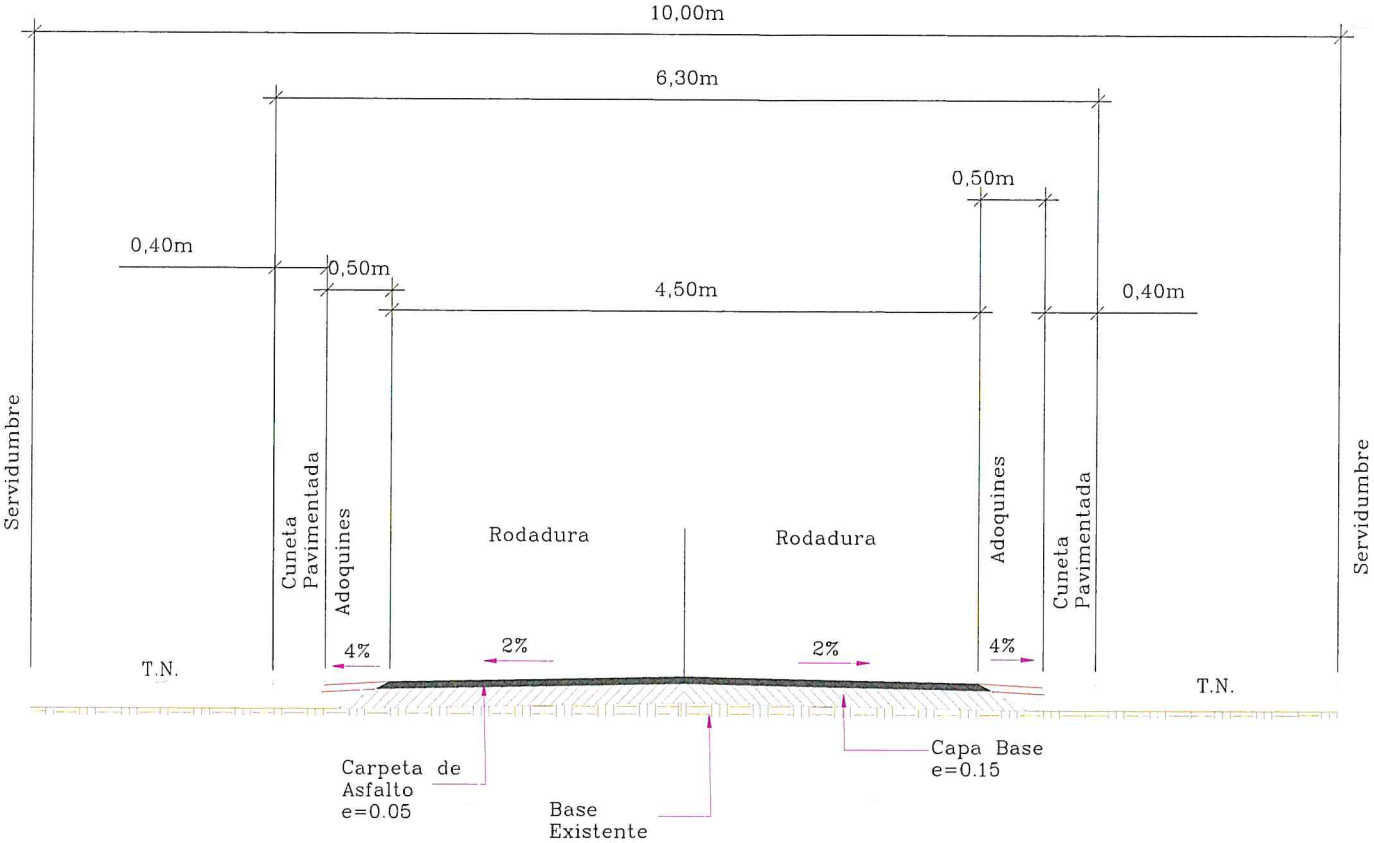 10,00m
6,30m
0,50m
0,40m
0,50m
4,50m
0,40m
Servidumbre
Cuneta
Pavimentada
Adoquines
Rodadura
Rodadura
Adoquines
Cuneta
Pavimentada
Servidumbre
T.N.
4%
2%
2%
4%
T.N.
Carpeta de
Asfalto
e=0.05
Base
Existente
Capa Base
e=0.15